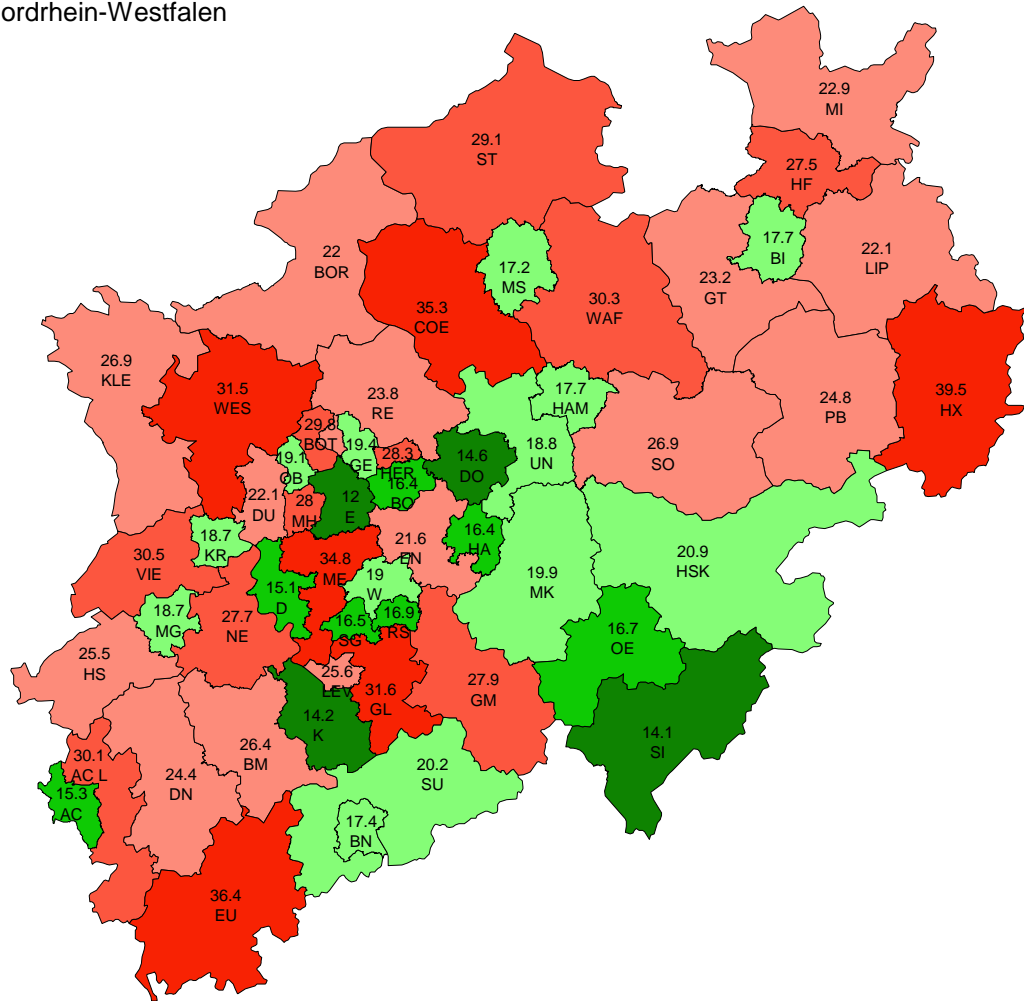 ordrhein-Westfalen
22.9
MI
29.1
ST
27.5
HF
17.7
BI
22.1
LIP
22
BOR
17.2
MS
23.2
GT
35.3
COE
30.3
WAF
26.9
KLE
31.5
WES
23.8
RE
17.7
HAM
24.8
PB
39.5
HX
29.8
BOT
19.4
GE
18.8
UN
26.9
SO
19.1
OB
28.3
HER
14.6
DO
16.4
BO
22.1
DU
28
MH
12
E
18.7
KR
21.6
EN
16.4
HA
20.9
HSK
30.5
VIE
34.8
ME
19
W
19.9
MK
15.1
D
18.7
MG
27.7
NE
16.5
SG
16.9
RS
16.7
OE
25.5
HS
25.6
LEV
31.6
GL
27.9
GM
14.2
K
14.1
SI
30.1
AC L
26.4
BM
20.2
SU
24.4
DN
15.3
AC
17.4
BN
36.4
EU